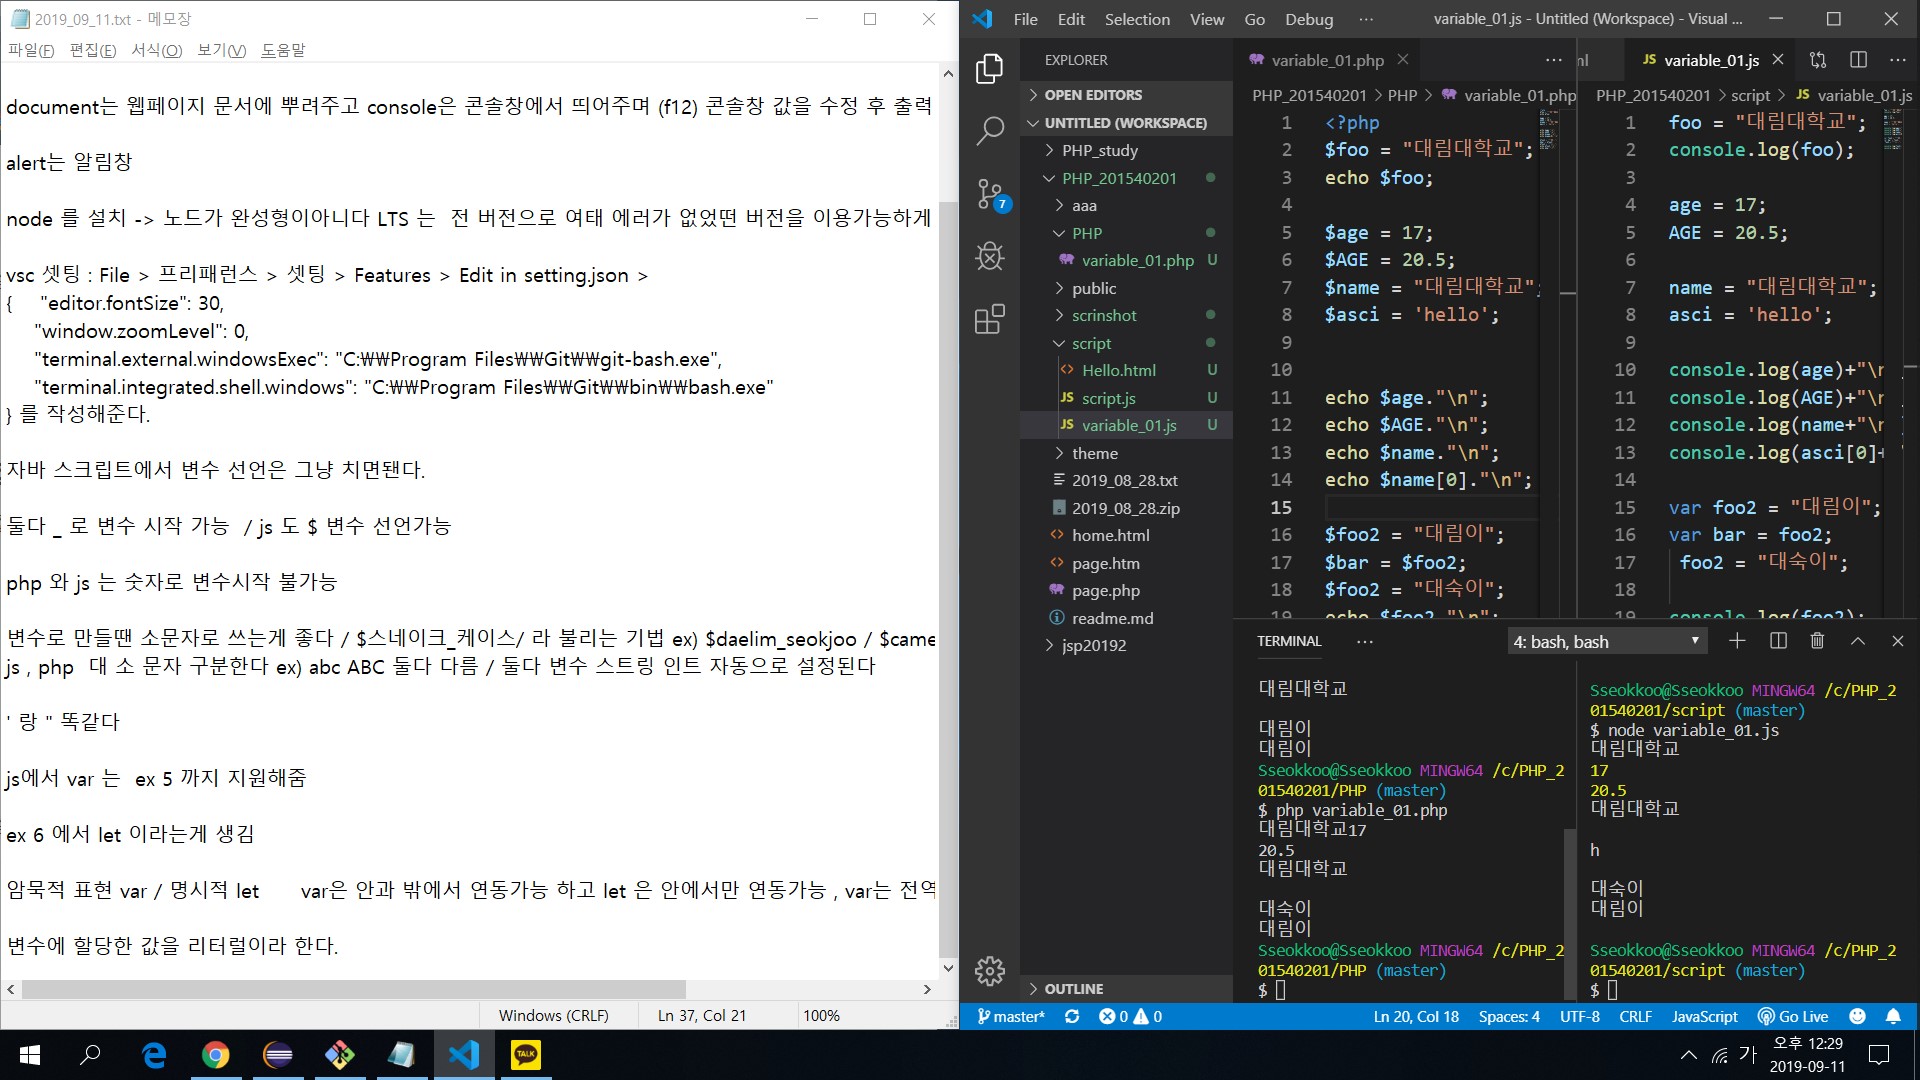 2019_09_11.txt - 메모장
파일(F) 편집(E) 서식(O) 보기(V) 도움말
document는 웹페이지 문서에 뿌려주고 console은 콘솔창에서 띄어주며 (f12) 콘솔창 값을 수정 후 출력
alert는 알림창
node 를 설치 -> 노드가 완성형이아니다 LTS 는 전 버전으로 여태 에러가 없었떤 버전을 이용가능하게
vsc 셋팅 : File > 프리패런스 > 셋팅 > Features > Edit in setting.json >
{ "editor.fontSize": 30,
"window.zoomLevel": 0,
"terminal.external.windowsExec": "C:₩₩Program Files₩₩Git₩₩git-bash.exe",
"terminal.integrated.shell.windows": "C:₩₩Program Files₩₩Git₩₩bin₩₩bash.exe"
} 를 작성해준다.
자바 스크립트에서 변수 선언은 그냥 치면됀다.
둘다 _ 로 변수 시작 가능 / js 도 $ 변수 선언가능
php 와 js 는 숫자로 변수시작 불가능
변수로 만들땐 소문자로 쓰는게 좋다 / $스네이크_케이스/ 라 불리는 기법 ex) $daelim_seokjoo / $came
js , php 대 소 문자 구분한다 ex) abc ABC 둘다 다름 / 둘다 변수 스트링 인트 자동으로 설정된다
' 랑 " 똑같다
js에서 var 는 ex 5 까지 지원해줌
ex 6 에서 let 이라는게 생김
암묵적 표현 var / 명시적 let var은 안과 밖에서 연동가능 하고 let 은 안에서만 연동가능 , var는 전역
변수에 할당한 값을 리터럴이라 한다.
Windows (CRLF) Ln 37, Col 21 100%
File Edit Selection View Go Debug ··· variable_01.js - Untitled (Workspace) - Visual ...
EXPLORER
OPEN EDITORS
UNTITLED (WORKSPACE)
PHP_study
PHP_201540201
aaa
PHP
variable_01.php U
public
scrinshot
script
Hello.html U
JS script.js U
JS variable_01.js U
theme
2019_08_28.txt
2019_08_28.zip
home.html
page.htm
page.php
readme.md
jsp20192
OUTLINE
variable_01.php
PHP_201540201 > PHP > variable_01.php
1 <?php
2 $foo = "대림대학교";
3 echo $foo;
4
5 $age = 17;
6 $AGE = 20.5;
7 $name = "대림대학교";
8 $asci = 'hello';
9
10
11 echo $age."\n";
12 echo $AGE."\n";
13 echo $name."\n";
14 echo $name[0]."\n";
15
16 $foo2 = "대림이";
17 $bar = $foo2;
18 $foo2 = "대숙이";
19 echo $foo2."\n";
JS variable_01.js
PHP_201540201 > script > JS variable_01.js
1 foo = "대림대학교";
2 console.log(foo);
3
4 age = 17;
5 AGE = 20.5;
6
7 name = "대림대학교";
8 asci = 'hello';
9
10 console.log(age)+"\n
11 console.log(AGE)+"\n
12 console.log(name+"\n
13 console.log(asci[0]+
14
15 var foo2 = "대림이";
16 var bar = foo2;
17 foo2 = "대숙이";
18
19 console.log(foo2);
TERMINAL ··· 4: bash, bash
대림대학교
대림이
대림이
Sseokkoo@Sseokkoo MINGW64 /c/PHP_2
01540201/PHP (master)
$ php variable_01.php
대림대학교17
20.5
대림대학교
대숙이
대림이
Sseokkoo@Sseokkoo MINGW64 /c/PHP_2
01540201/PHP (master)
$
Sseokkoo@Sseokkoo MINGW64 /c/PHP_2
01540201/script (master)
$ node variable_01.js
대림대학교
17
20.5
대림대학교
h
대숙이
대림이
Sseokkoo@Sseokkoo MINGW64 /c/PHP_2
01540201/script (master)
$
master* 0 0 Ln 20, Col 18 Spaces: 4 UTF-8 CRLF JavaScript Go Live
TALK
가 오후 12:29
2019-09-11